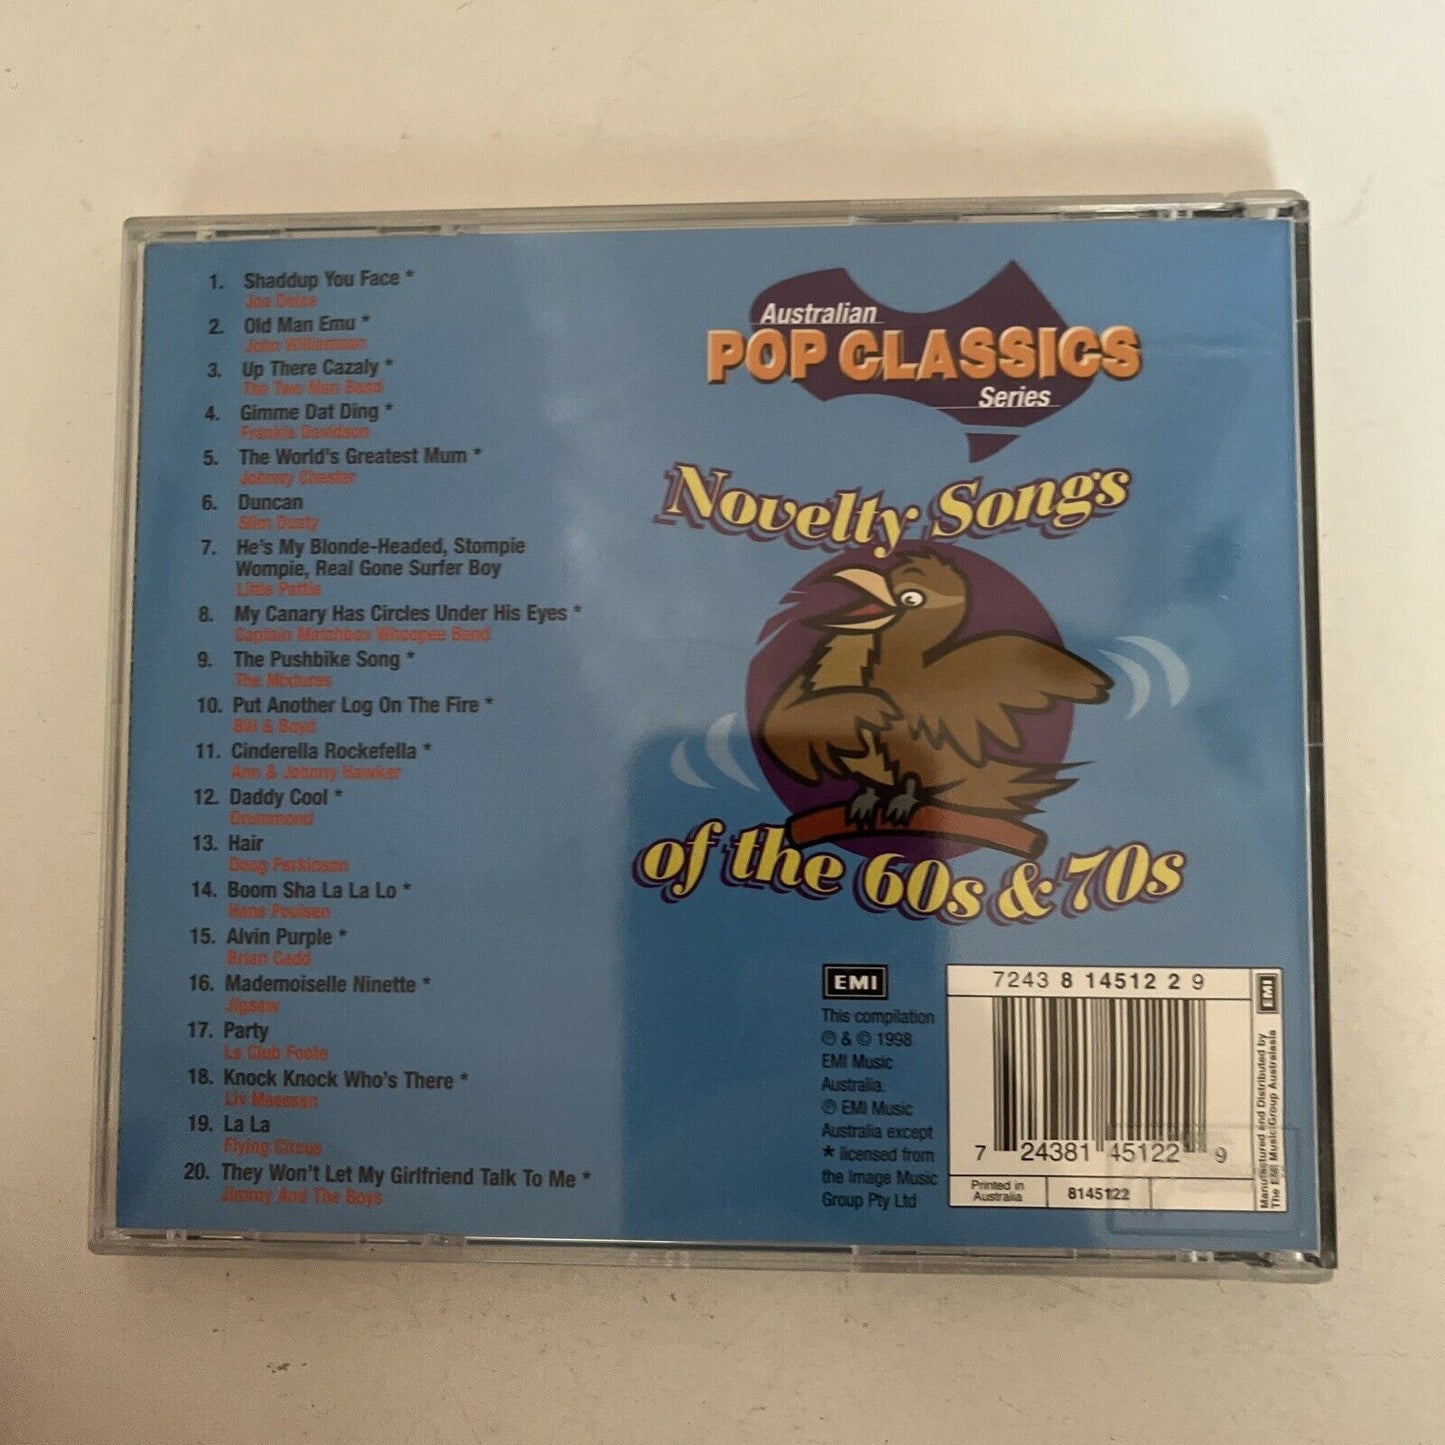 1. Shaddup You Face *
Joe Dolce
2. Old Man Emu *
John Williamson
3. Up There Cazaly *
The Two Man Band
4. Gimme Dat Ding *
Frankie Davidson
5. The World's Greatest Mum *
Johnny Chester
6. Duncan
Slim Dusty
7. He's My Blonde-Headed, Stompie
Wompie, Real Gone Surfer Boy
Little Pattie
8. My Canary Has Circles Under His Eyes *
Captain Matchbox Whoopee Band
9. The Pushbike Song *
The Mixtures
10. Put Another Log On The Fire *
Bill & Boyd
11. Cinderella Rockefella *
Ann & Johnny Hawker
12. Daddy Cool *
Drummond
13. Hair
Doug Parkinson
14. Boom Sha La La Lo *
Hans Poulsen
15. Alvin Purple *
Brian Cadd
16. Mademoiselle Ninette *
Jigsaw
17. Party
Le Club Foote
18. Knock Knock Who's There *
Liv Maessen
19. La La
Flying Circus
20. They Won't Let My Girlfriend Talk To Me *
Jimmy And The Boys
Australian
POP CLASSICS
Series
Novelty Songs
of the 60s & 70s
EMI
This compilation
℗ & © 1998
EMI Music
Australia.
℗ EMI Music
Australia except
* licensed from
the Image Music
Group Pty Ltd
7243 8 14512 2 9
7 24381 45122 9
Printed in
Australia
8145122
EMI
Manufactured and Distributed by
The EMI Music Group Australasia